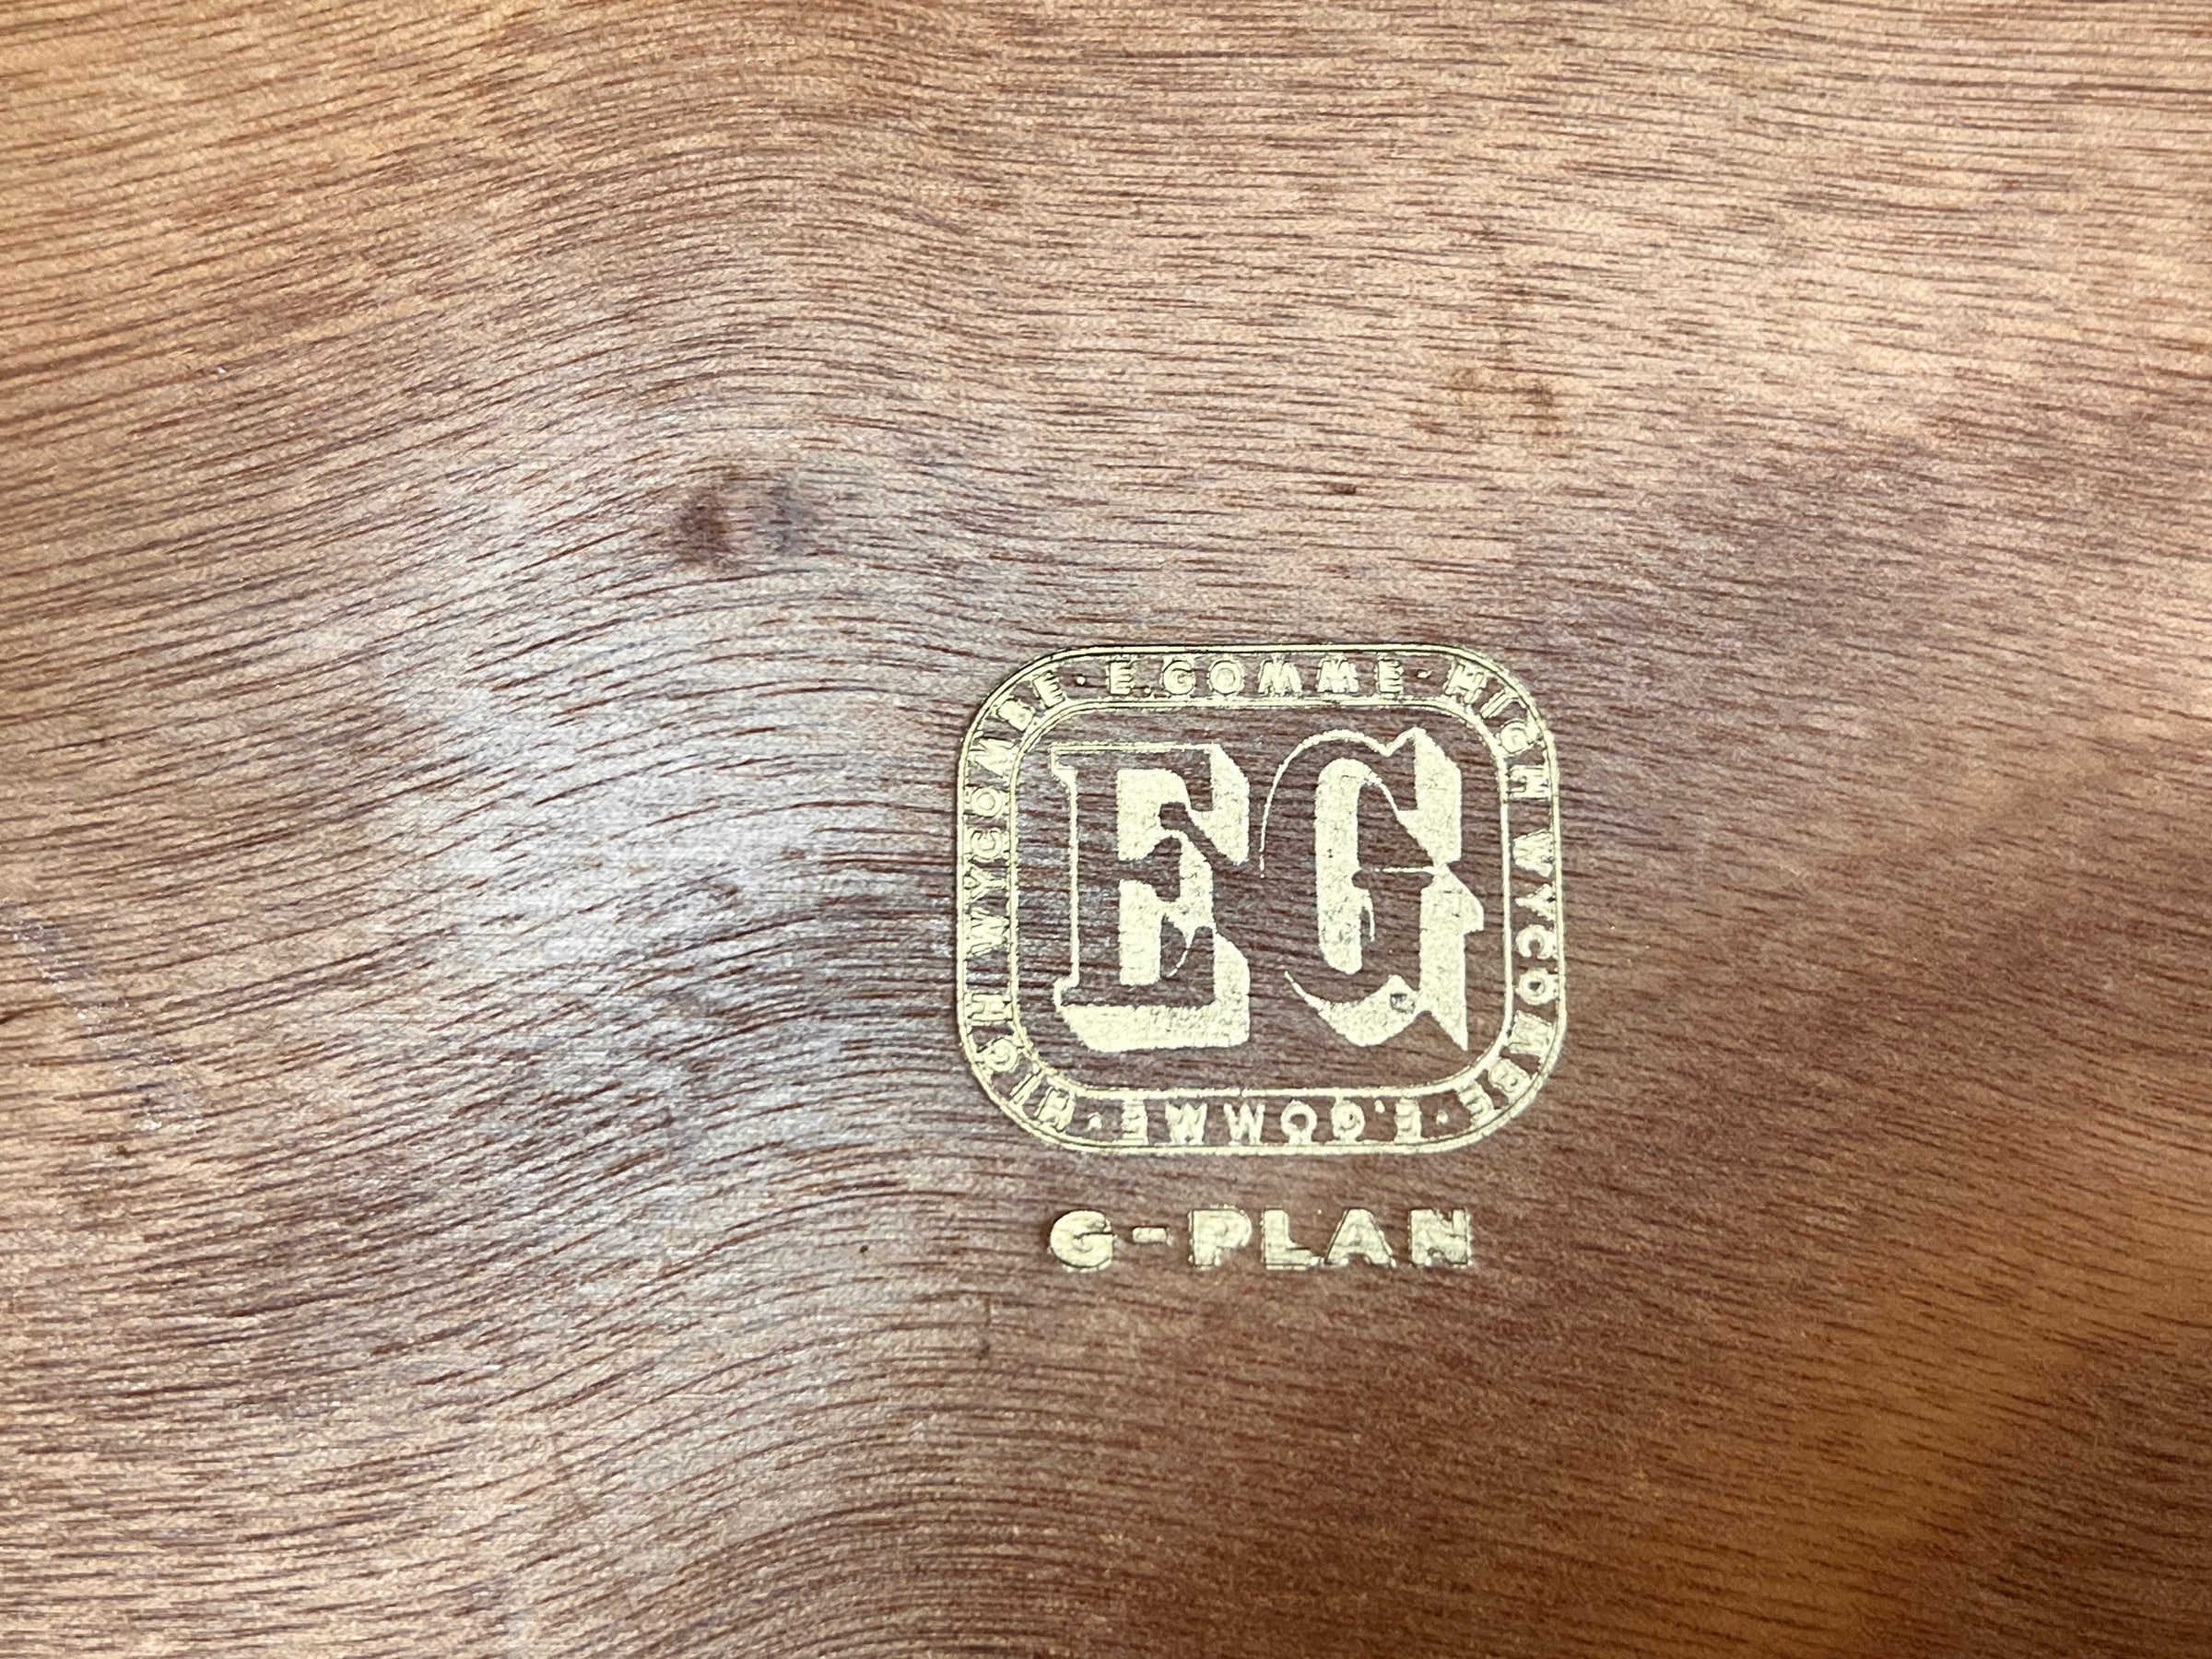 E.GOMME · HIGH WYCOMBE · E.GOMME · HIGH WYCOMBE ·
EG
G-PLAN